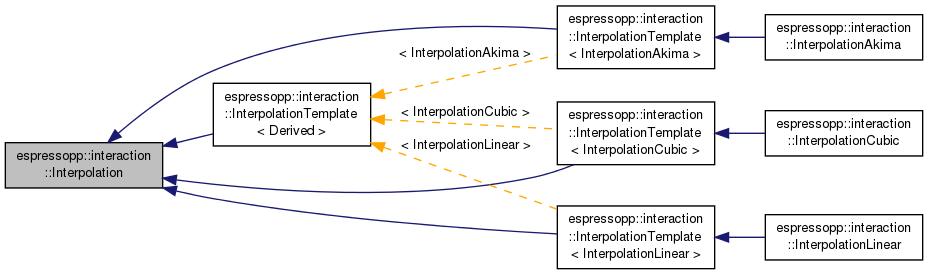 espressopp::interaction
::Interpolation
espressopp::interaction
::InterpolationTemplate
< Derived >
< InterpolationAkima >
< InterpolationCubic >
< InterpolationLinear >
espressopp::interaction
::InterpolationTemplate
< InterpolationAkima >
espressopp::interaction
::InterpolationAkima
espressopp::interaction
::InterpolationTemplate
< InterpolationCubic >
espressopp::interaction
::InterpolationCubic
espressopp::interaction
::InterpolationTemplate
< InterpolationLinear >
espressopp::interaction
::InterpolationLinear